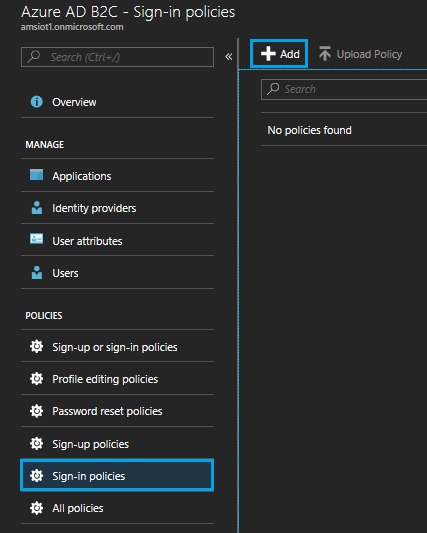 Azure AD B2C - Sign-in policies
amsiot1.onmicrosoft.com
Search (Ctrl+/)
«
Add
Upload Policy
Search
No policies found
Overview
MANAGE
Applications
Identity providers
User attributes
Users
POLICIES
Sign-up or sign-in policies
Profile editing policies
Password reset policies
Sign-up policies
Sign-in policies
All policies